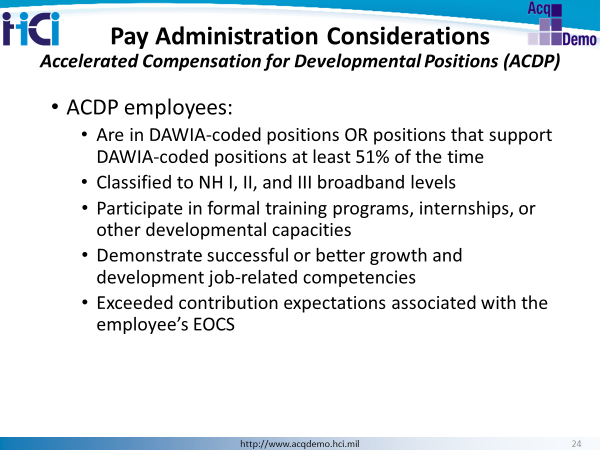 HCi
Acq
Demo
Pay Administration Considerations
Accelerated Compensation for Developmental Positions (ACDP)
• ACDP employees:
• Are in DAWIA-coded positions OR positions that support
DAWIA-coded positions at least 51% of the time
• Classified to NH I, II, and III broadband levels
• Participate in formal training programs, internships, or
other developmental capacities
• Demonstrate successful or better growth and
development job-related competencies
• Exceeded contribution expectations associated with the
employee’s EOCS
http://www.acqdemo.hci.mil
24